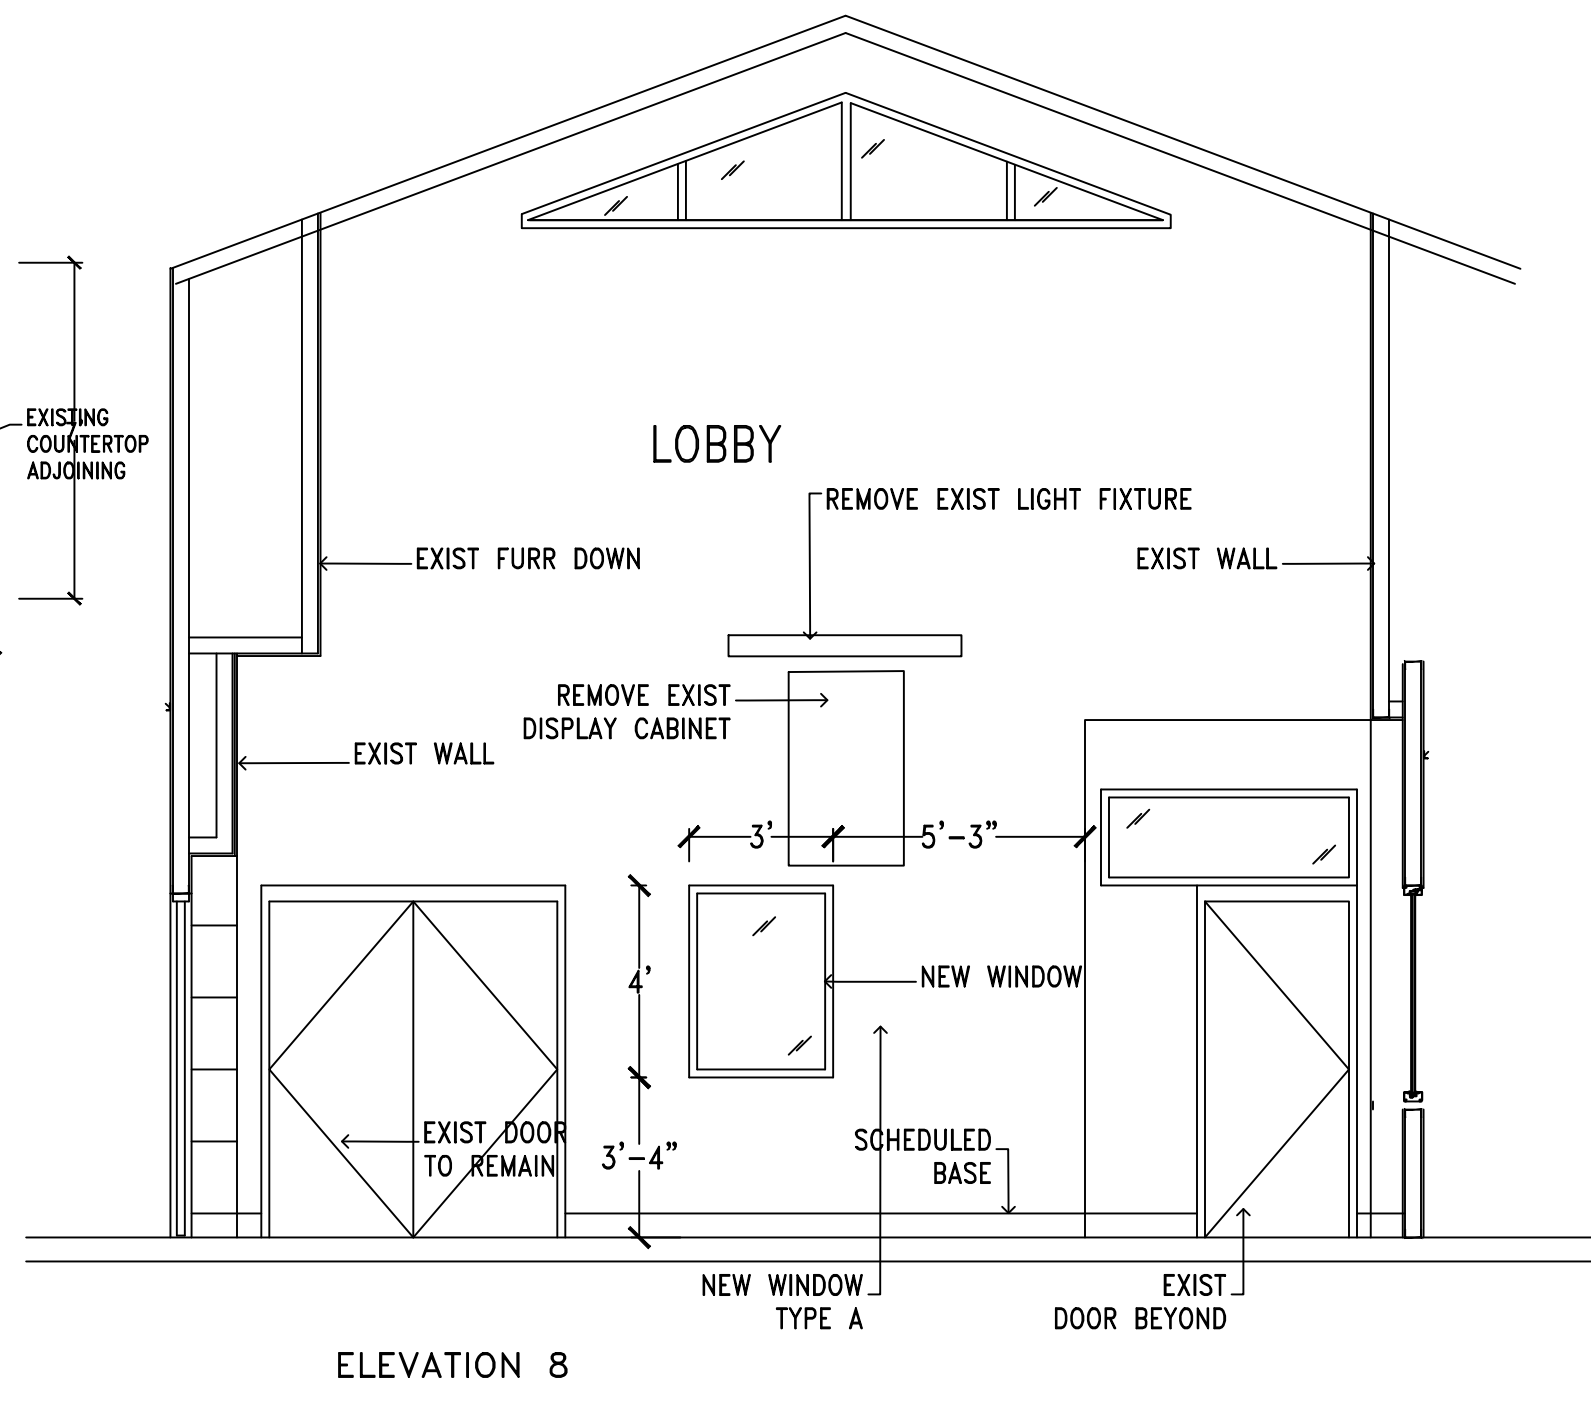 EXISTING
COUNTERTOP
ADJOINING
LOBBY
REMOVE EXIST LIGHT FIXTURE
EXIST FURR DOWN
EXIST WALL
REMOVE EXIST
DISPLAY CABINET
EXIST WALL
3'
5'-3"
4'
NEW WINDOW
EXIST DOOR
TO REMAIN
3'-4"
SCHEDULED
BASE
NEW WINDOW
TYPE A
EXIST
DOOR BEYOND
ELEVATION 8